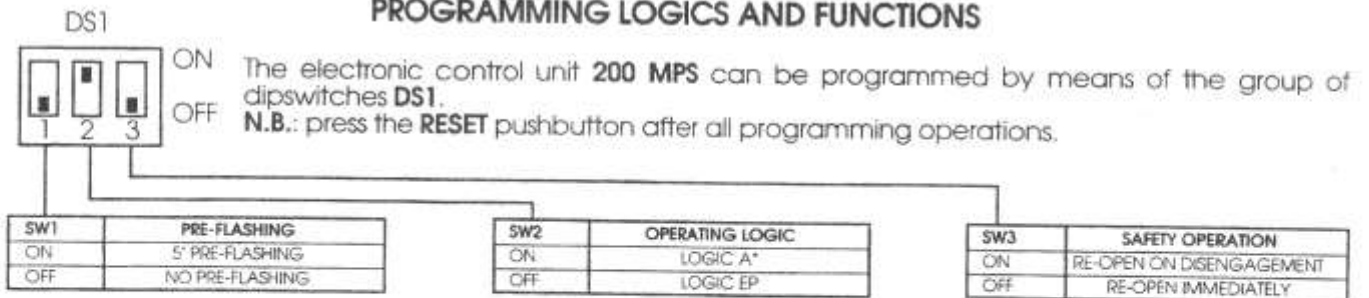 PROGRAMMING LOGICS AND FUNCTIONS
DS1
ON
OFF
1 2 3
The electronic control unit 200 MPS can be programmed by means of the group of
dipswitches DS1.
N.B.: press the RESET pushbutton after all programming operations.
SW1 PRE-FLASHING
ON 5" PRE-FLASHING
OFF NO PRE-FLASHING
SW2 OPERATING LOGIC
ON LOGIC A*
OFF LOGIC EP
SW3 SAFETY OPERATION
ON RE-OPEN ON DISENGAGEMENT
OFF RE-OPEN IMMEDIATELY